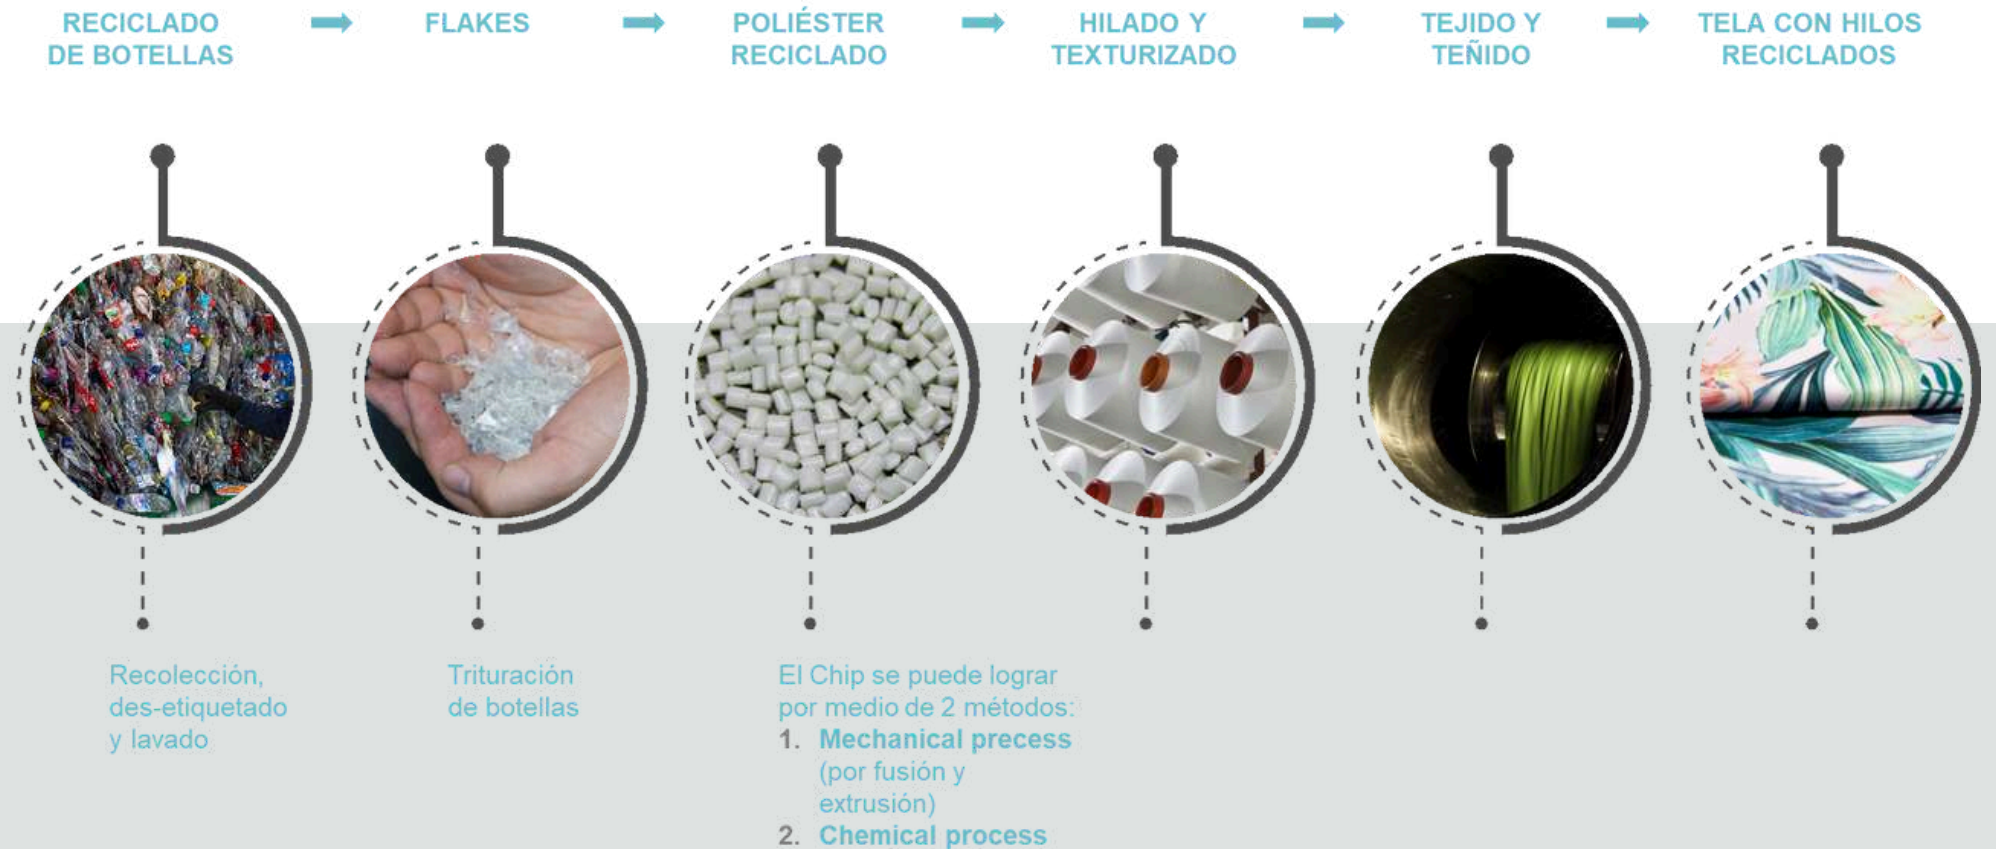 RECICLADO
DE BOTELLAS
FLAKES
POLIÉSTER
RECICLADO
HILADO Y
TEXTURIZADO
TEJIDO Y
TEÑIDO
TELA CON HILOS
RECICLADOS
Recolección,
des-etiquetado
y lavado
Trituración
de botellas
El Chip se puede lograr
por medio de 2 métodos:
1. Mechanical precess
(por fusión y
extrusión)
2. Chemical process